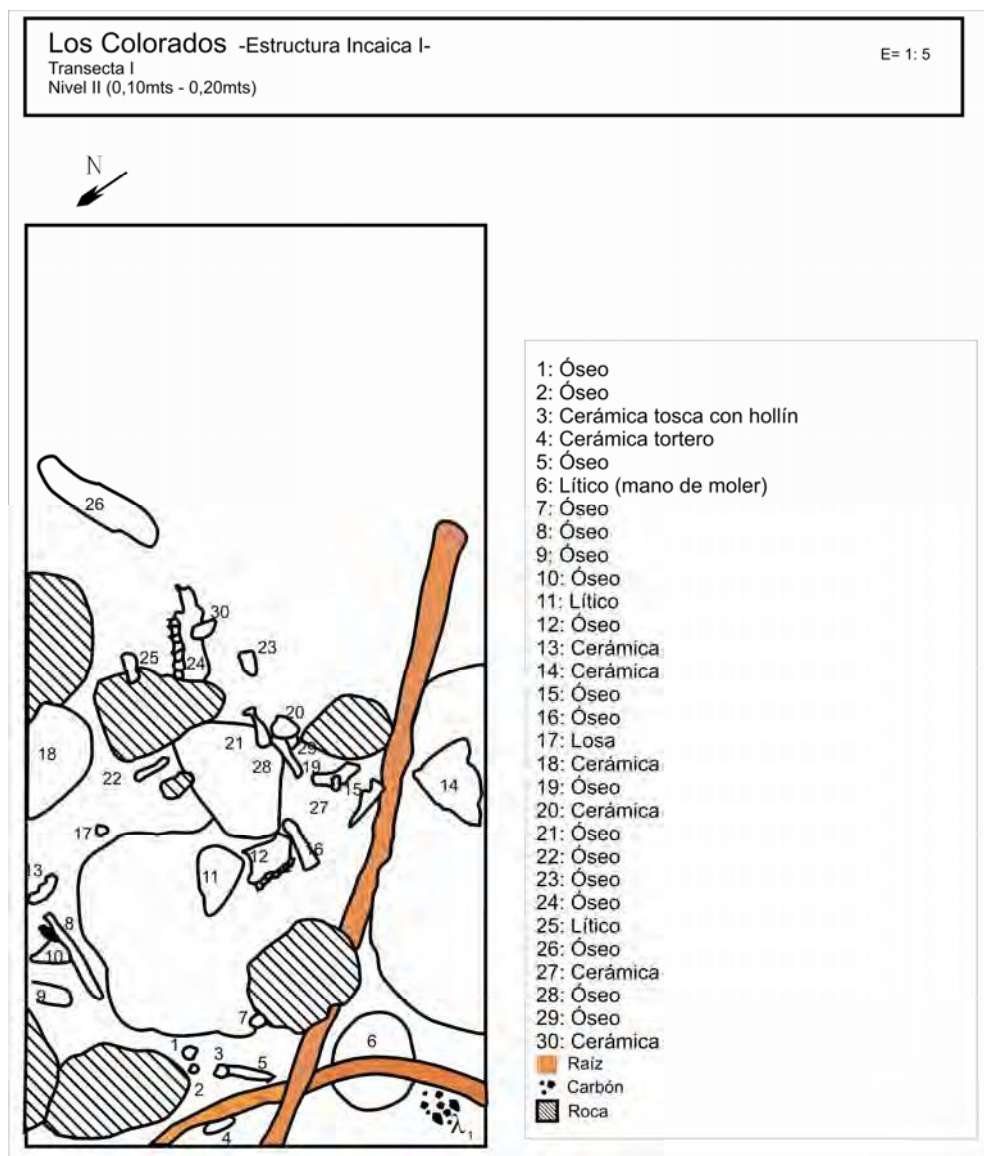 Los Colorados -Estructura Incaica I-
Transecta I
Nivel II (0,10mts - 0,20mts)
E= 1: 5
N
26
30
23
25
24
20
21
29
18
28
19
22
15
14
27
17
16
12
13
11
8
10
9
7
1
3
5
6
2
4
λ1
1: Óseo
2: Óseo
3: Cerámica tosca con hollín
4: Cerámica tortero
5: Óseo
6: Lítico (mano de moler)
7: Óseo
8: Óseo
9: Óseo
10: Óseo
11: Lítico
12: Óseo
13: Cerámica
14: Cerámica
15: Óseo
16: Óseo
17: Losa
18: Cerámica
19: Óseo
20: Cerámica
21: Óseo
22: Óseo
23: Óseo
24: Óseo
25: Lítico
26: Óseo
27: Cerámica
28: Óseo
29: Óseo
30: Cerámica
Raíz
Carbón
Roca